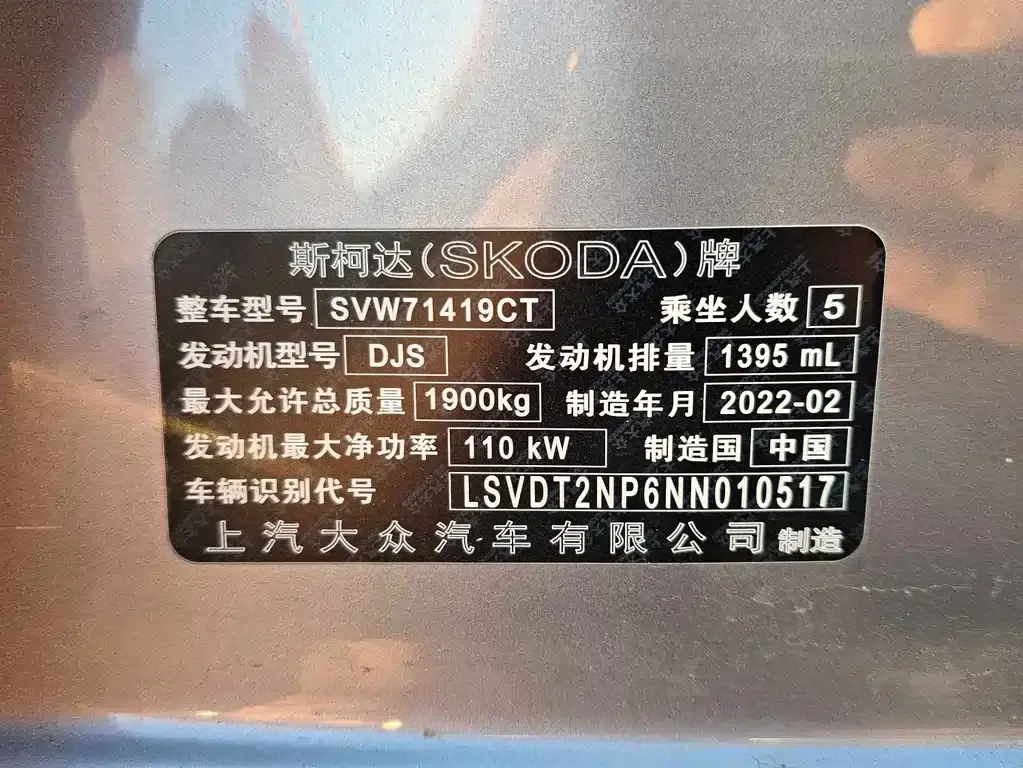 斯柯达(SKODA)牌
整车型号 SVW71419CT 乘坐人数 5
发动机型号 DJS 发动机排量 1395 mL
最大允许总质量 1900kg 制造年月 2022-02
发动机最大净功率 110 kW 制造国 中国
车辆识别代号 LSVDT2NP6NN010517
上汽大众汽车有限公司 制造